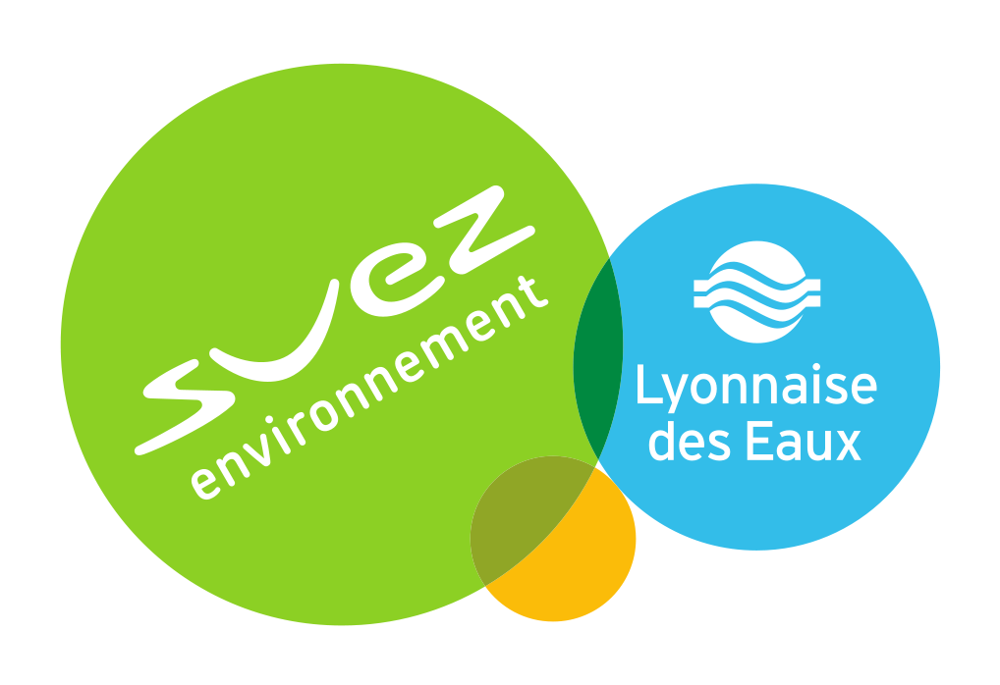 suez
environnement
Lyonnaise
des Eaux